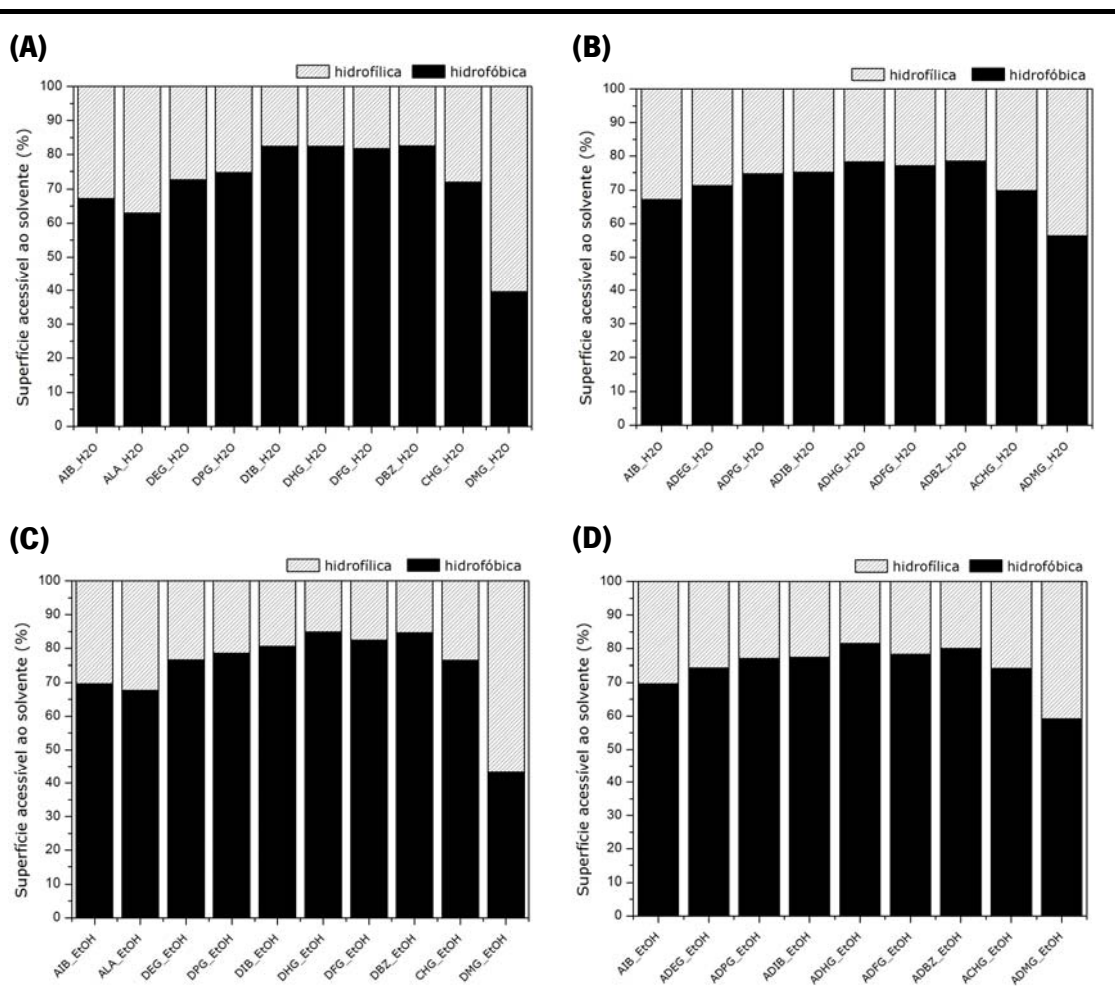 (A)
hidrofílica hidrofóbica
Superfície acessível ao solvente (%)
100
90
80
70
60
50
40
30
20
10
0
AIB_H2O
ALA_H2O
DEG_H2O
DPG_H2O
DIB_H2O
DHG_H2O
DFG_H2O
DBZ_H2O
CHG_H2O
DMG_H2O
(B)
hidrofílica hidrofóbica
Superfície acessível ao solvente (%)
100
90
80
70
60
50
40
30
20
10
0
AIB_H2O
ADEG_H2O
ADPG_H2O
ADIB_H2O
ADHG_H2O
ADFG_H2O
ADBZ_H2O
ACHG_H2O
ADMG_H2O
(C)
hidrofílica hidrofóbica
Superfície acessível ao solvente (%)
100
90
80
70
60
50
40
30
20
10
0
AIB_EtOH
ALA_EtOH
DEG_EtOH
DPG_EtOH
DIB_EtOH
DHG_EtOH
DFG_EtOH
DBZ_EtOH
CHG_EtOH
DMG_EtOH
(D)
hidrofílica hidrofóbica
Superfície acessível ao solvente (%)
100
90
80
70
60
50
40
30
20
10
0
AIB_EtOH
ADEG_EtOH
ADPG_EtOH
ADIB_EtOH
ADHG_EtOH
ADFG_EtOH
ADBZ_EtOH
ACHG_EtOH
ADMG_EtOH